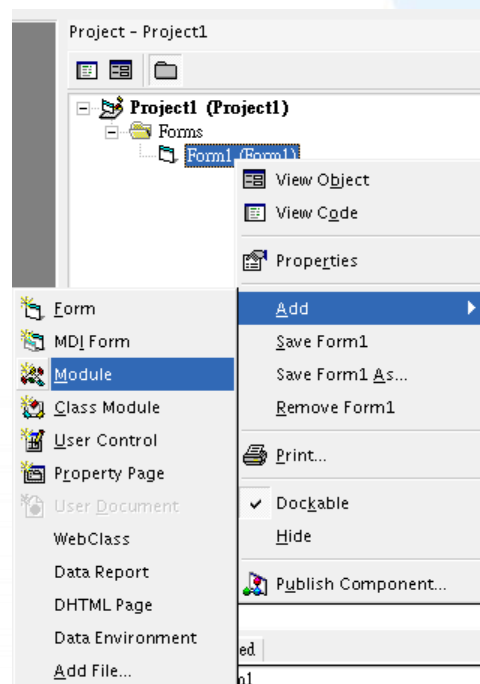 Project - Project1
Project1 (Project1)
Forms
Form1 (Form1)
View Object
View Code
Properties
Add
Save Form1
Save Form1 As...
Remove Form1
Print...
Dockable
Hide
Publish Component...
Form
MDI Form
Module
Class Module
User Control
Property Page
User Document
WebClass
Data Report
DHTML Page
Data Environment
Add File...